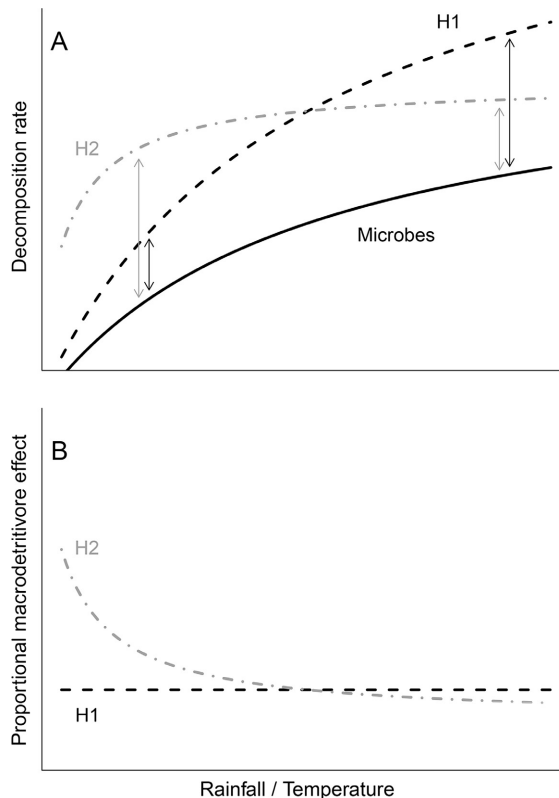 A
H1
H2
Microbes
Decomposition rate
B
H2
H1
Proportional macrodetritivore effect
Rainfall / Temperature